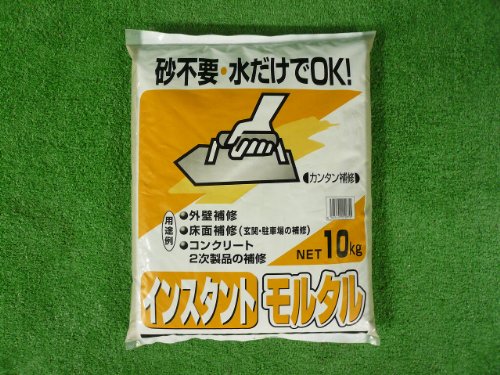 砂不要・水だけでOK!
カンタン補修
用途例
●外壁補修
●床面補修(玄関・駐車場の補修)
●コンクリート
2次製品の補修
NET 10kg
インスタント モルタル